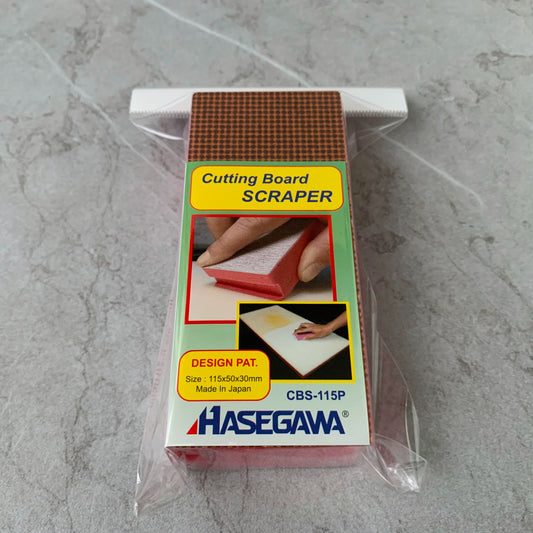 Cutting Board
SCRAPER
DESIGN PAT.
Size : 115x50x30mm
Made In Japan
CBS-115P
HASEGAWA®